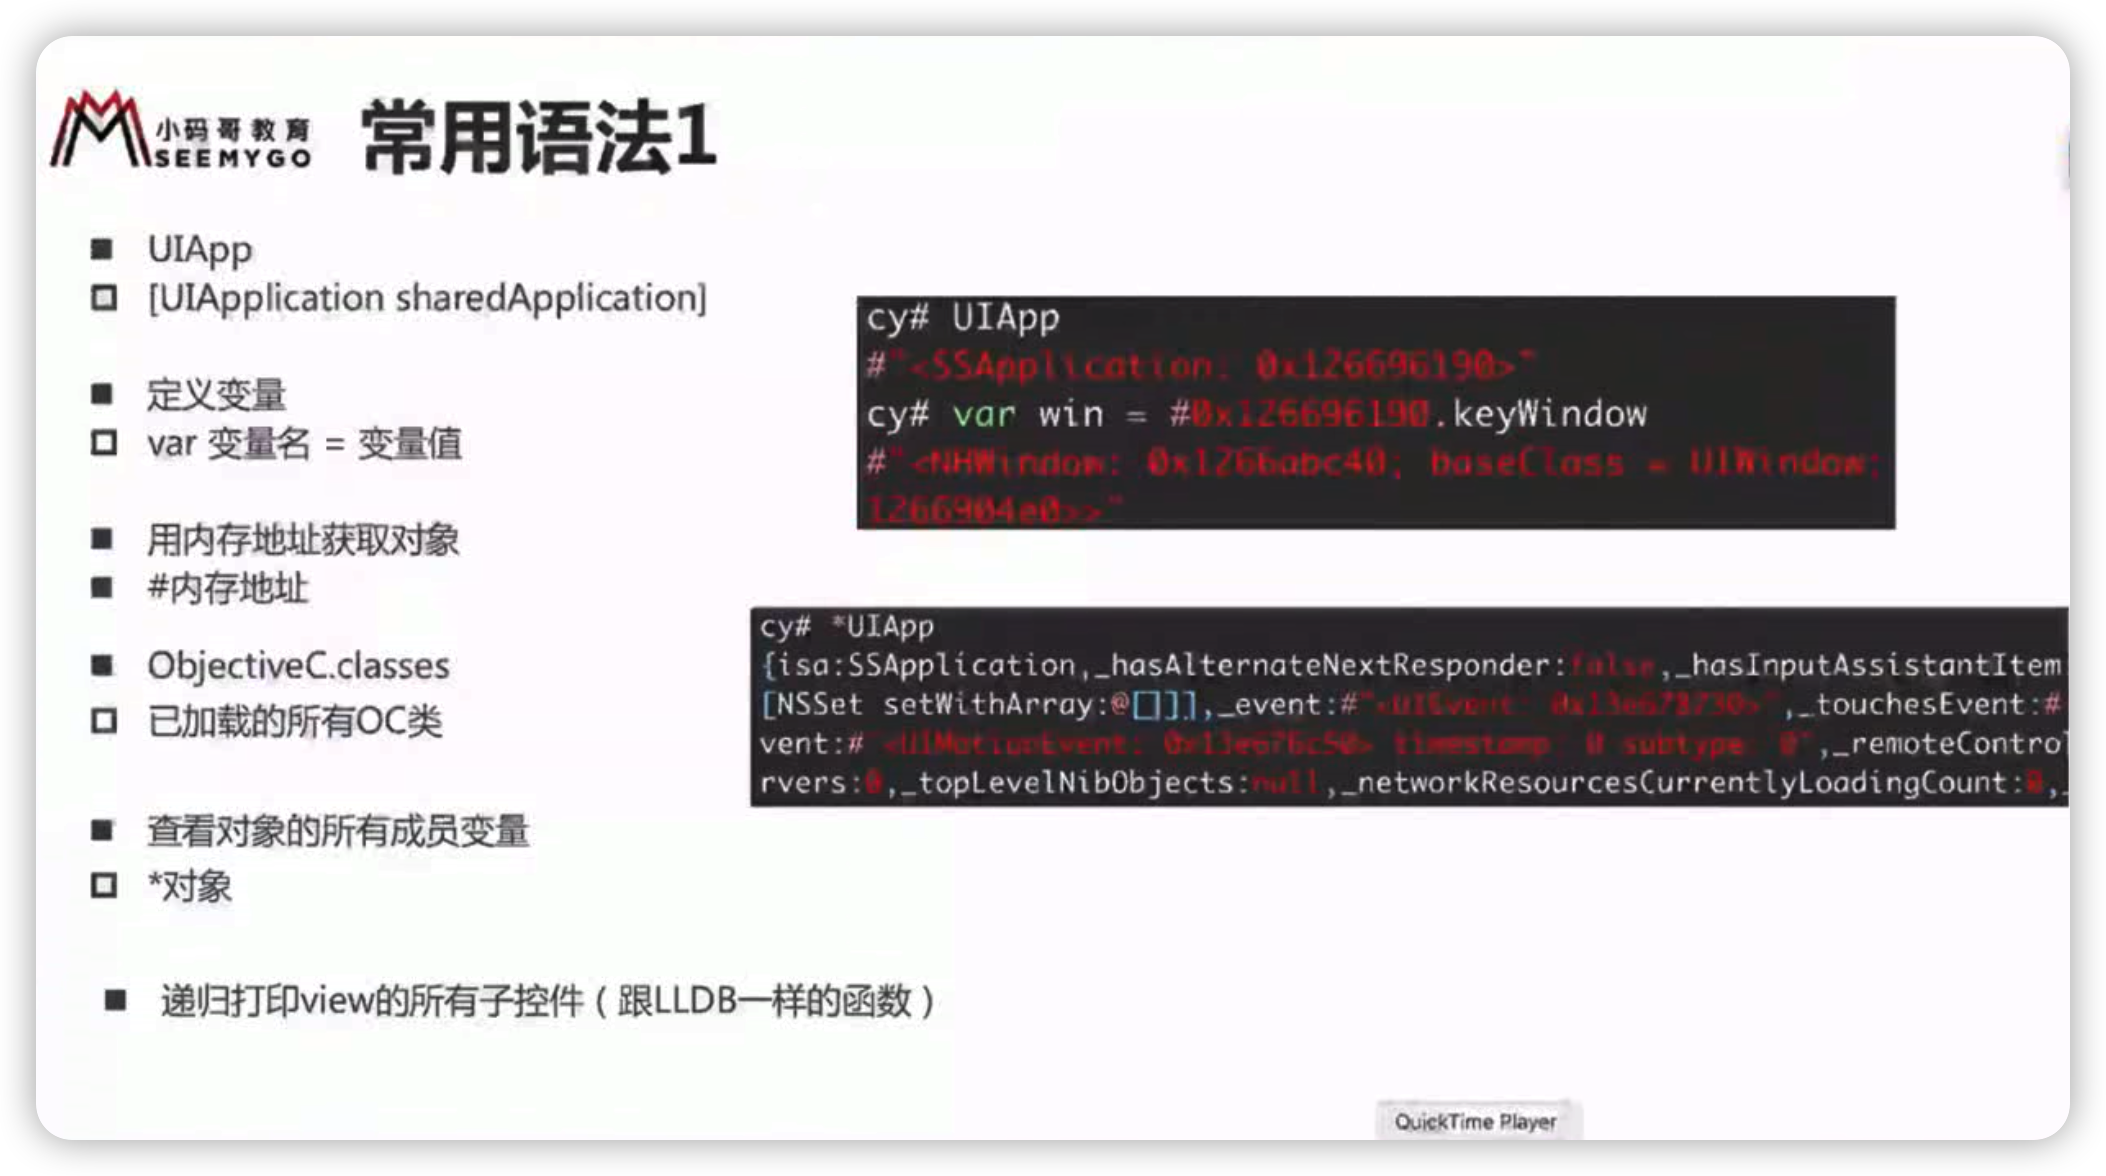 小码哥教育
SEEMYGO
常用语法1
UIApp
[UIApplication sharedApplication]
定义变量
var 变量名 = 变量值
用内存地址获取对象
#内存地址
ObjectiveC.classes
已加载的所有OC类
查看对象的所有成员变量
*对象
递归打印view的所有子控件（跟LLDB一样的函数）
cy# UIApp
#"<SSApplication: 0x126696190>"
cy# var win = #0x126696190.keyWindow
#"<NHWindow: 0x1266abc40; baseClass = UIWindow;
1266904e0>>"
cy# *UIApp
{isa:SSApplication,_hasAlternateNextResponder:false,_hasInputAssistantItem
[NSSet setWithArray:@[]]],_event:#"<UIEvent: 0x13e678730>",_touchesEvent:#
vent:#"<UIMotionEvent: 0x13e676c50> timestamp: 0 subtype: 0",_remoteControl
rvers:0,_topLevelNibObjects:null,_networkResourcesCurrentlyLoadingCount:0,_
QuickTime Player